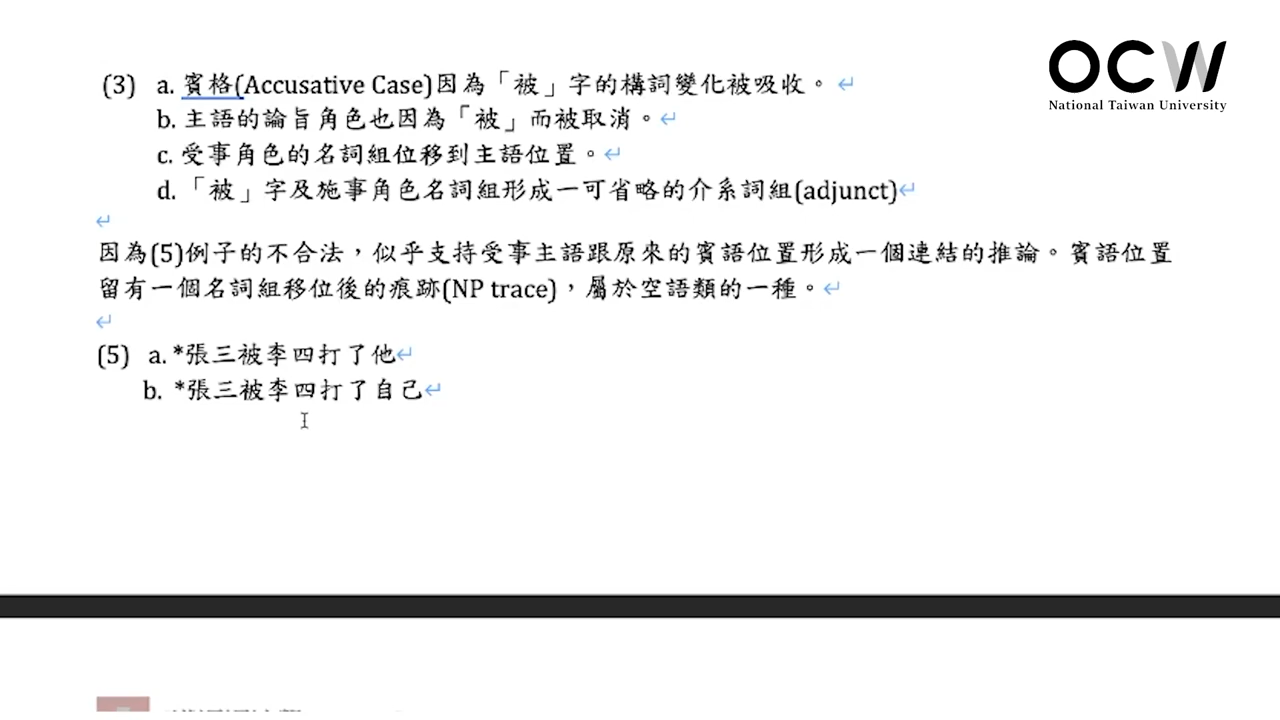 OCW
National Taiwan University
(3) a. 賓格(Accusative Case)因為「被」字的構詞變化被吸收。
b. 主語的論旨角色也因為「被」而被取消。
c. 受事角色的名詞組位移到主語位置。
d. 「被」字及施事角色名詞組形成一可省略的介系詞組(adjunct)
因為(5)例子的不合法，似乎支持受事主語跟原來的賓語位置形成一個連結的推論。賓語位置
留有一個名詞組移位後的痕跡(NP trace)，屬於空語類的一種。
(5) a. *張三被李四打了他
b. *張三被李四打了自己